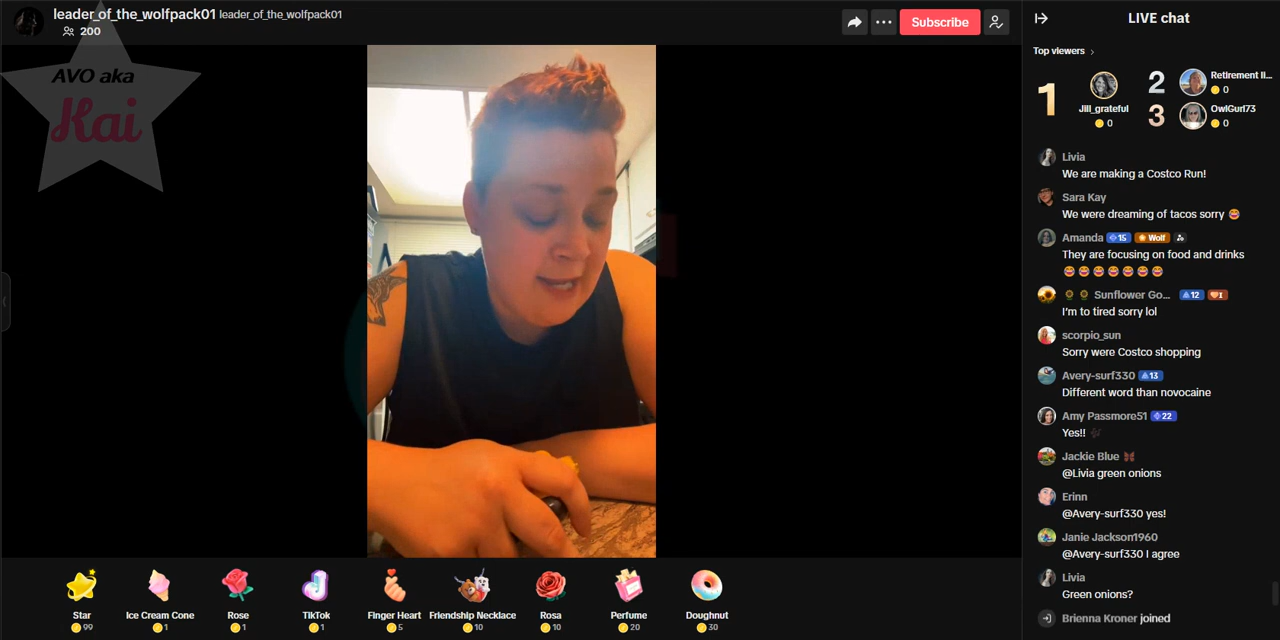 leader_of_the_wolfpack01 leader_of_the_wolfpack01
200
Subscribe
AVO aka
Kai
LIVE chat
Top viewers
1
Jill_grateful
0
2
Retirement li...
0
3
OwlGurl73
0
Livia
We are making a Costco Run!
Sara Kay
We were dreaming of tacos sorry 😆
Amanda 15 Wolf
They are focusing on food and drinks
😆😆😆😆😆😆😆
🌻 🌻 Sunflower Go... 12 1
I'm to tired sorry lol
scorpio_sun
Sorry were Costco shopping
Avery-surf330 13
Different word than novocaine
Amy Passmore51 22
Yes!!
Jackie Blue
@Livia green onions
Erinn
@Avery-surf330 yes!
Janie Jackson1960
@Avery-surf330 I agree
Livia
Green onions?
Brienna Kroner joined
Star
99
Ice Cream Cone
1
Rose
1
TikTok
1
Finger Heart
5
Friendship Necklace
10
Rosa
10
Perfume
20
Doughnut
30